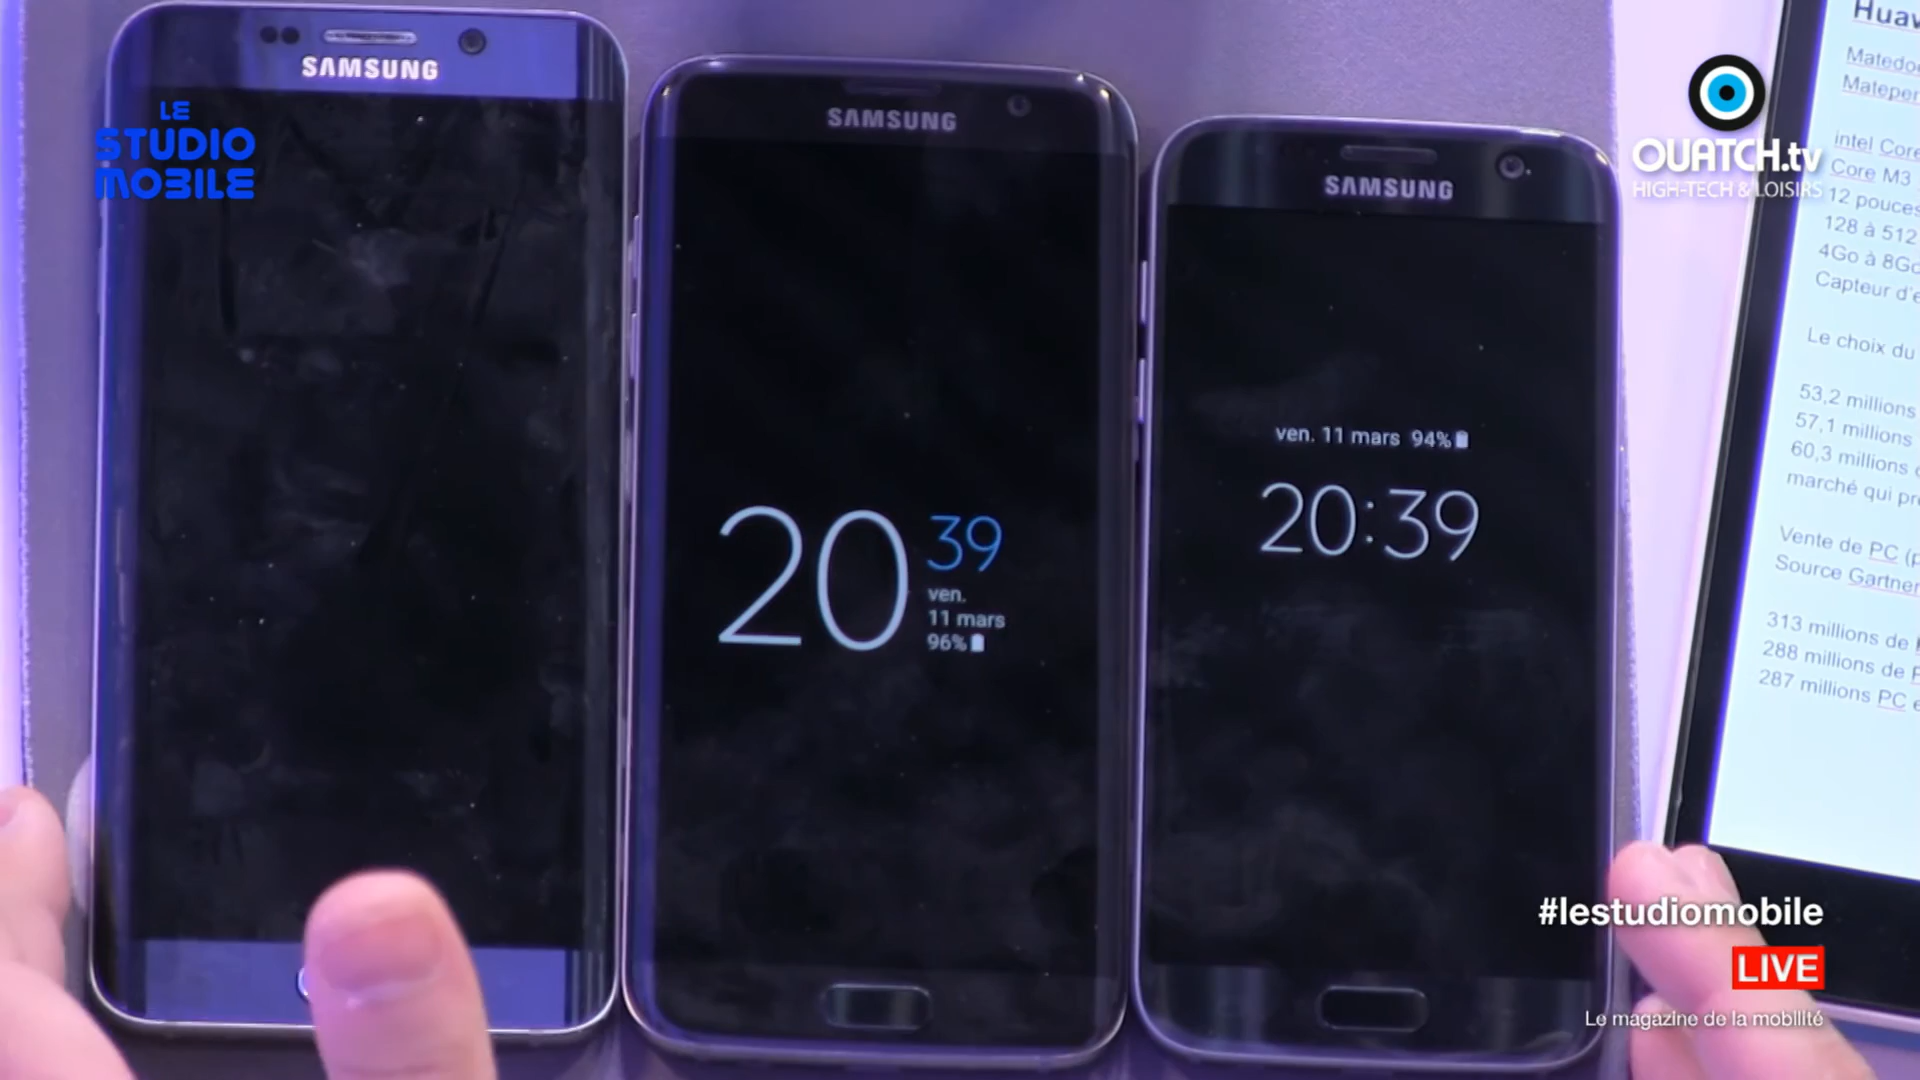 SAMSUNG
LE
STUDIO
MOBILE
SAMSUNG
20 39
ven.
11 mars
96%
SAMSUNG
ven. 11 mars 94%
20:39
OUATCH.tv
HIGH-TECH & LOISIRS
intel Core
Core M3
12 pouces
128 à 512
4Go à 8Go
Capteur
Le choix du
53,2 millions
57,1 millions
60,3 millions
marché qui
Vente de PC
Source Gartner
313 millions de
288 millions de
287 millions PC
#lestudiomobile
LIVE
Le magazine de la mobilité